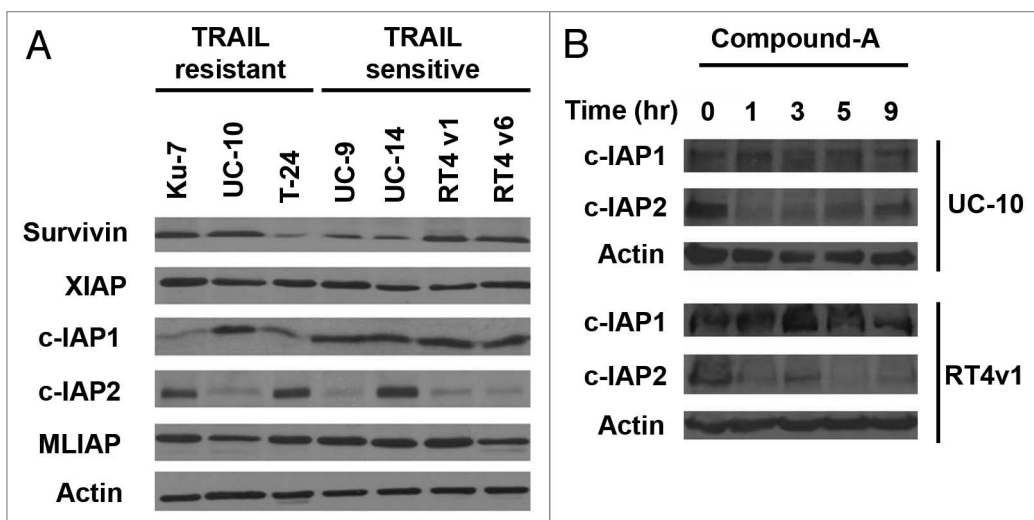 A
TRAIL resistant
TRAIL sensitive
Ku-7 UC-10 T-24 UC-9 UC-14 RT4 v1 RT4 v6
Survivin
XIAP
c-IAP1
c-IAP2
MLIAP
Actin
B
Compound-A
Time (hr) 0 1 3 5 9
c-IAP1
c-IAP2
Actin
UC-10
c-IAP1
c-IAP2
Actin
RT4v1